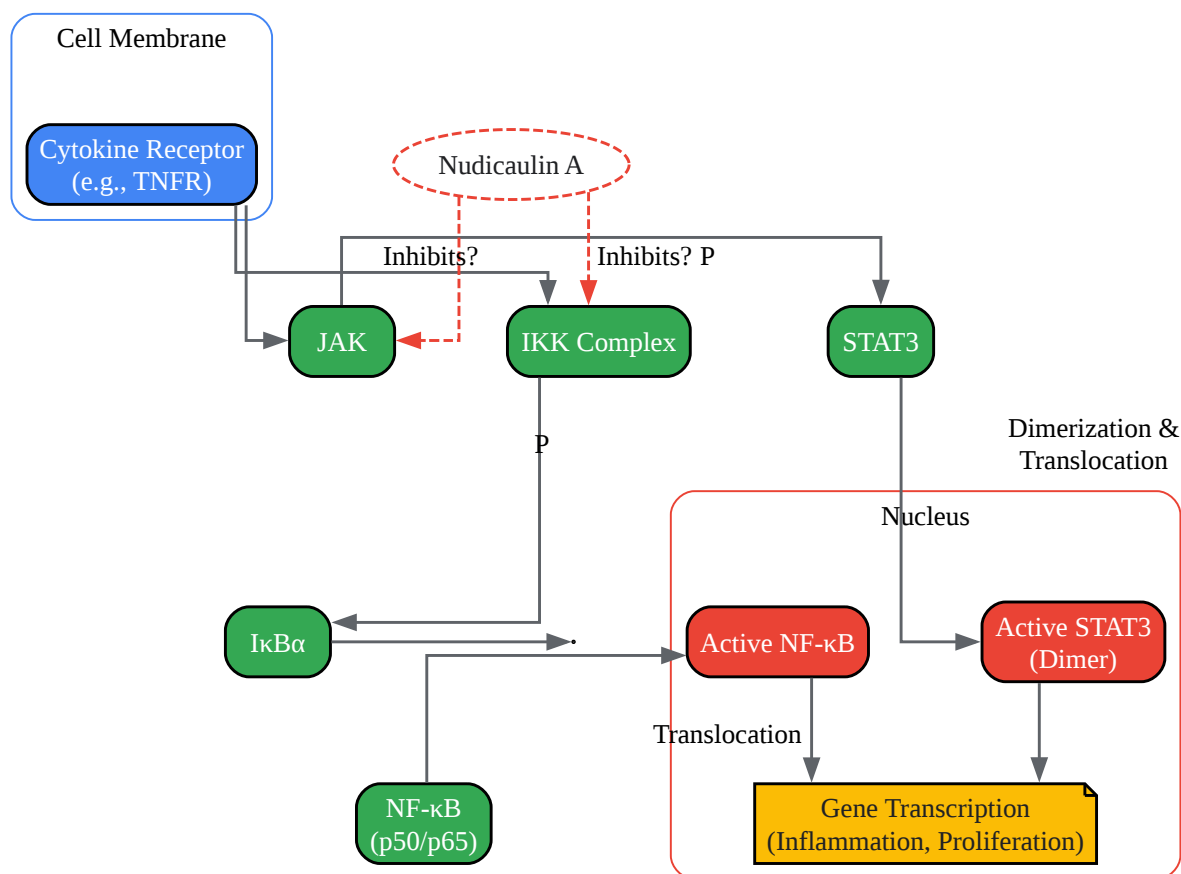 Cell Membrane
Cytokine Receptor
(e.g., TNFR)
Nudicaulin A
Inhibits?
Inhibits?
P
JAK
IKK Complex
STAT3
P
Dimerization &
Translocation
Nucleus
IκBα
Active NF-κB
Active STAT3
(Dimer)
Translocation
NF-κB
(p50/p65)
Gene Transcription
(Inflammation, Proliferation)